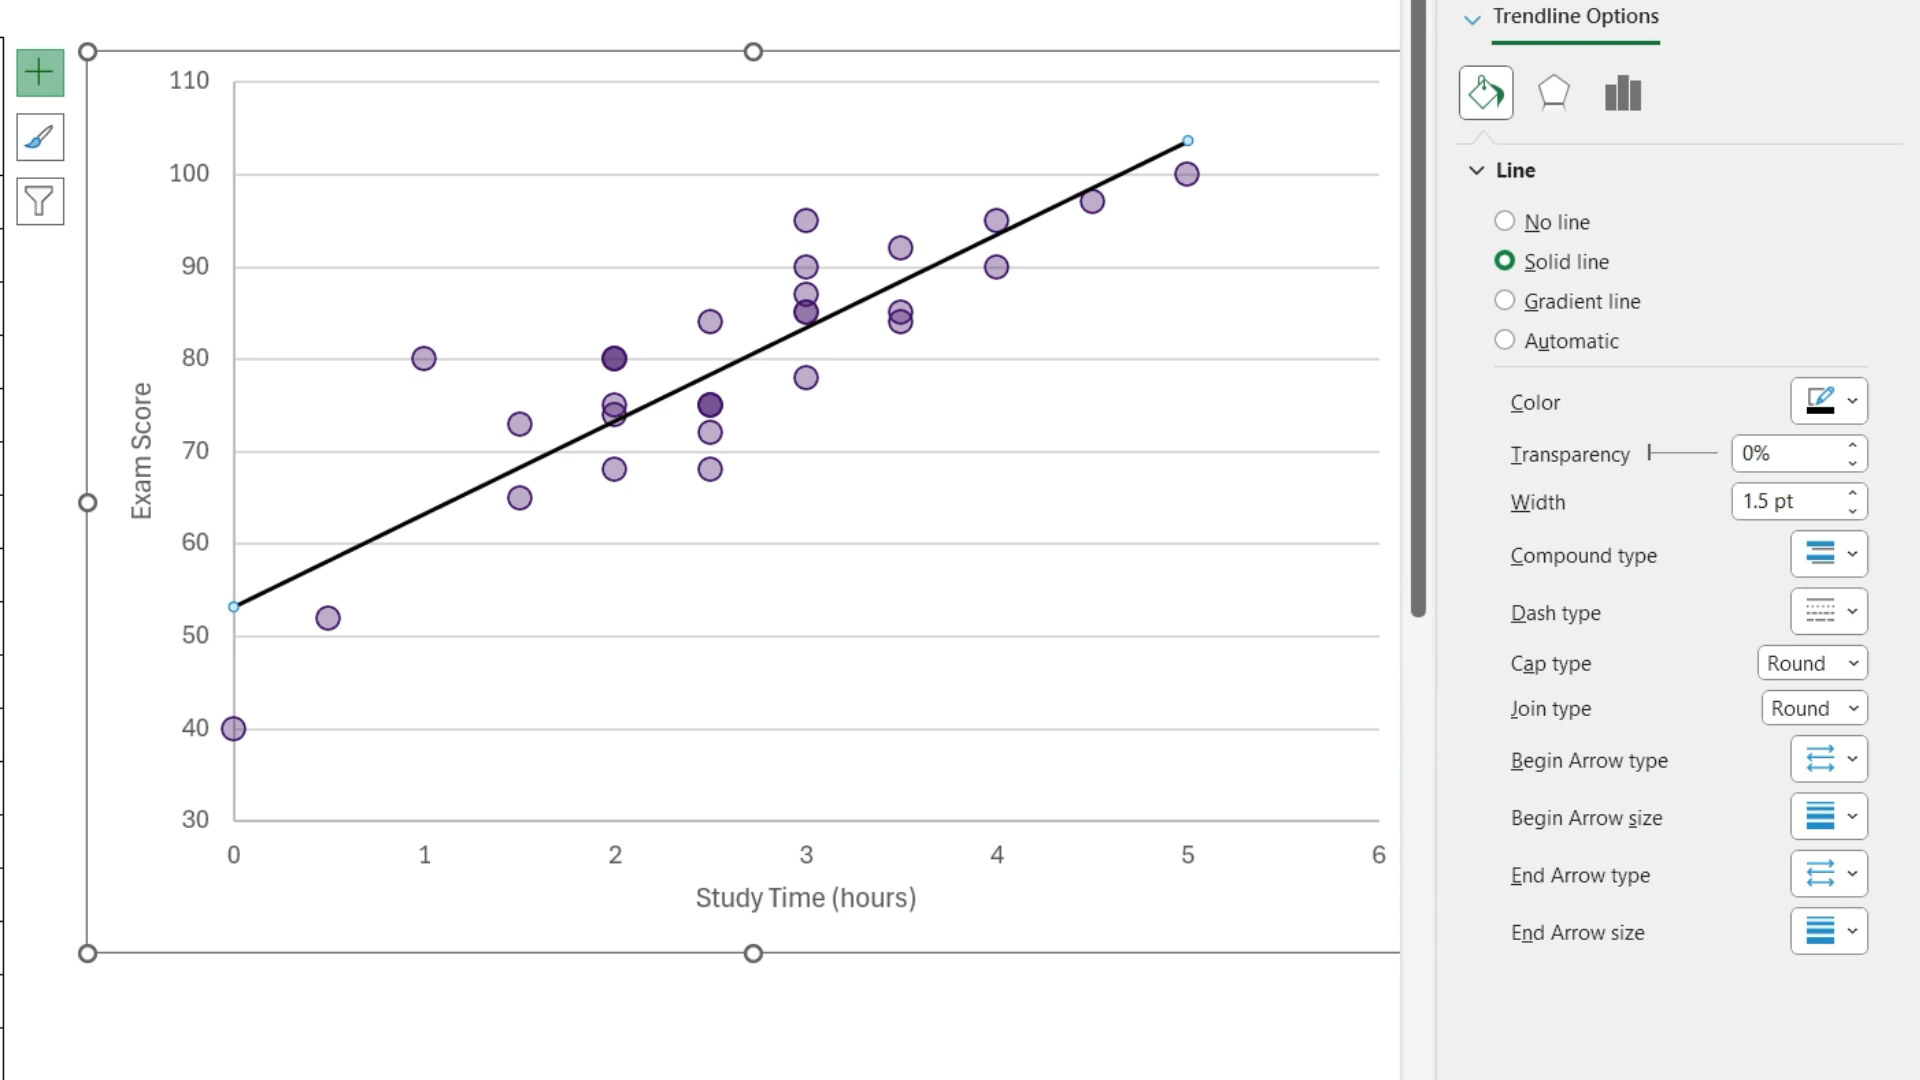 110
100
90
80
70
60
50
40
30
Exam Score
0 1 2 3 4 5 6
Study Time (hours)
Trendline Options
Line
No line
Solid line
Gradient line
Automatic
Color
Transparency 0%
Width 1.5 pt
Compound type
Dash type
Cap type Round
Join type Round
Begin Arrow type
Begin Arrow size
End Arrow type
End Arrow size